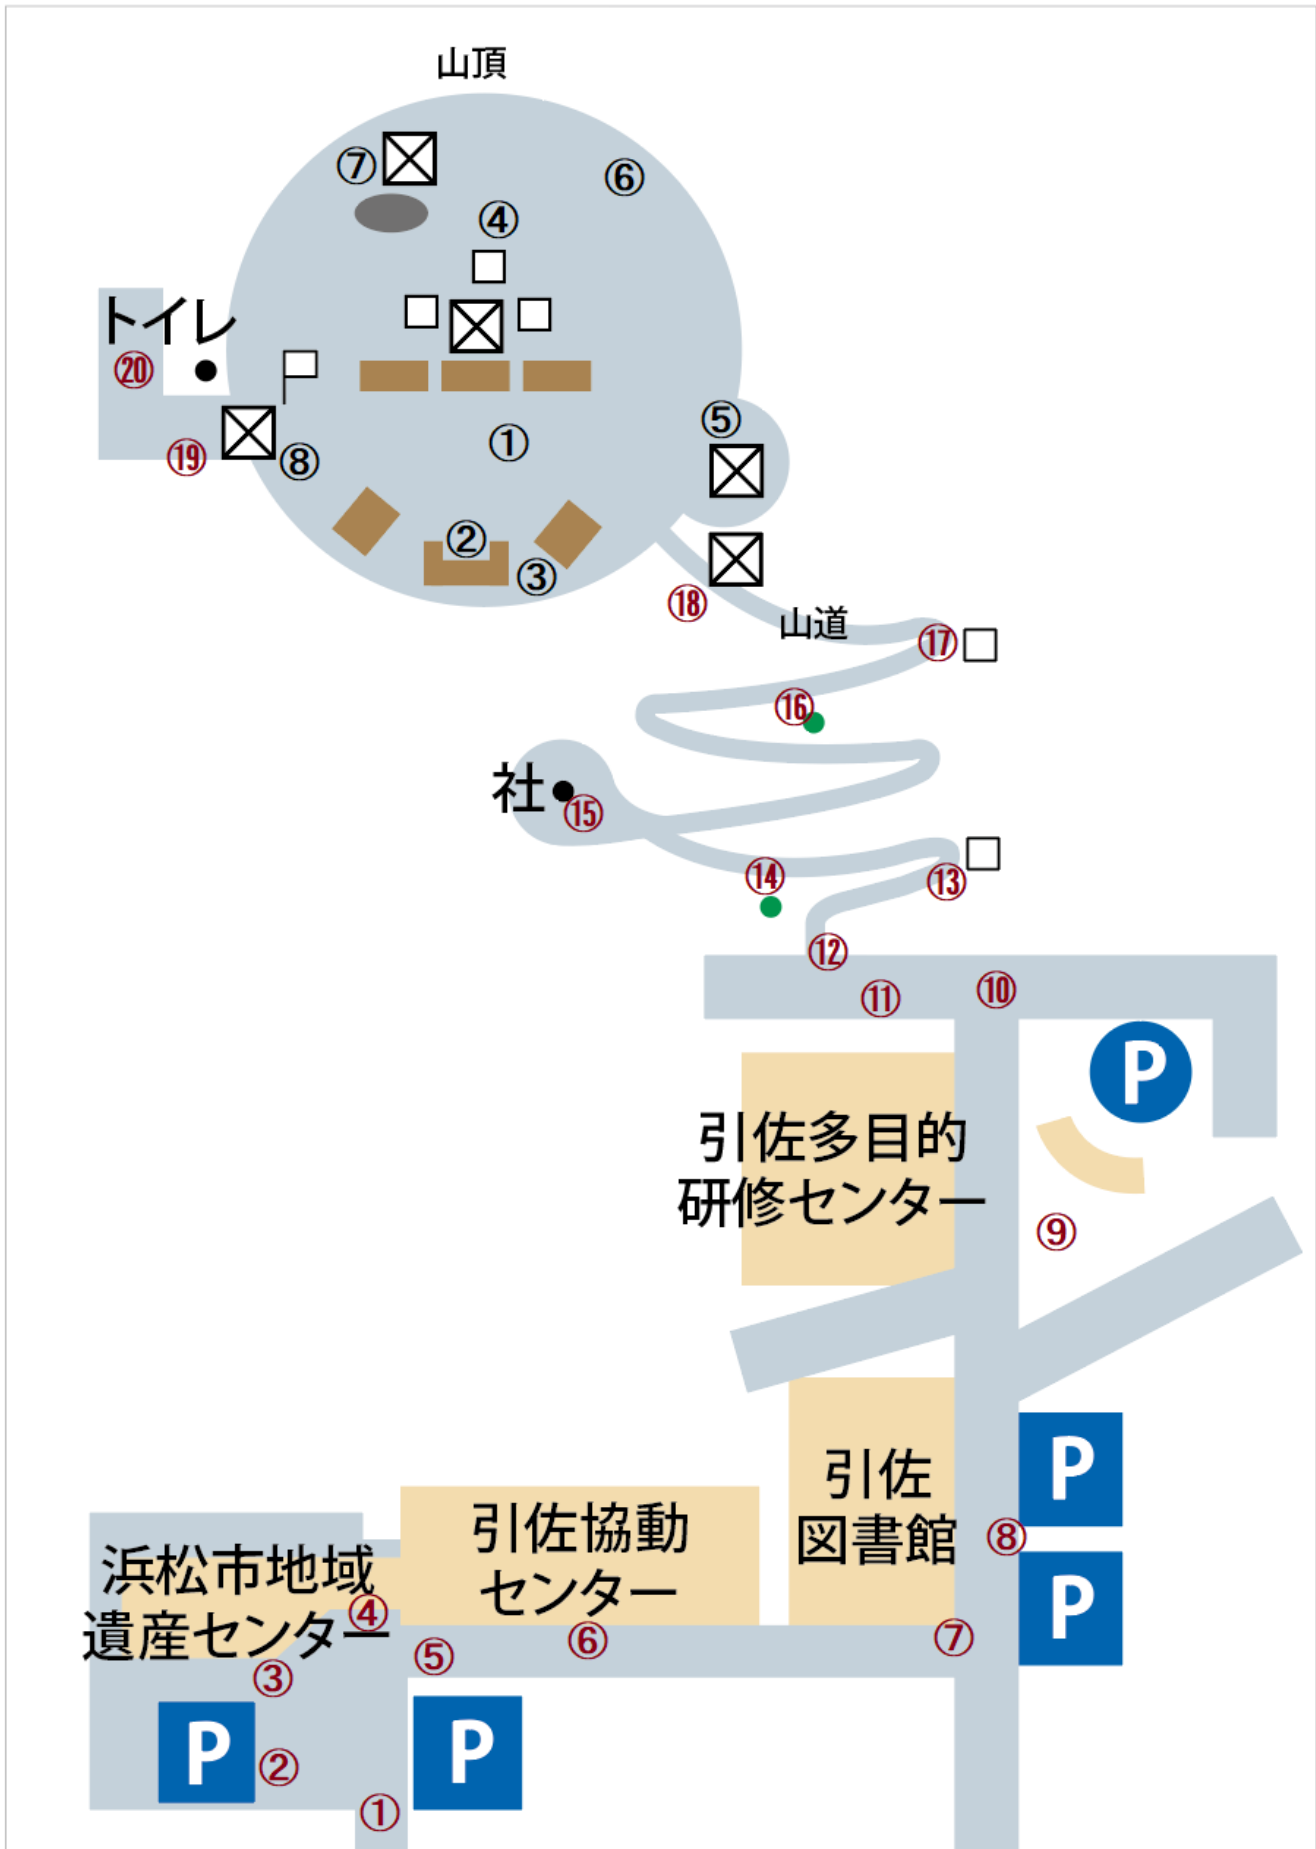 山頂
⑦
⑥
④
トイレ
⑳
⑤
①
⑲
⑧
②
③
⑱
山道
⑰
⑯
社
⑮
⑭
⑬
⑫
⑪
⑩
P
引佐多目的
研修センター
⑨
引佐
図書館
P
⑧
P
引佐協動
センター
浜松市地域
遺産センター
④
⑥
⑦
⑤
③
P
②
P
①